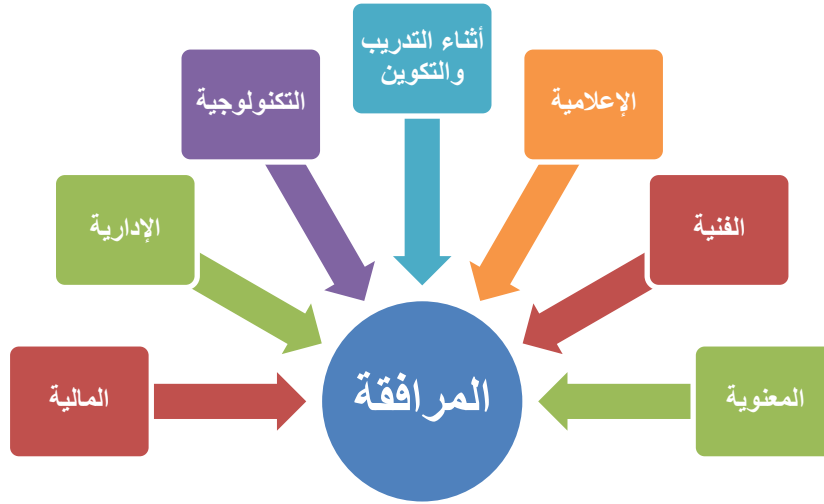 أثناء التدريب
والتكوين
الإعلامية
التكنولوجية
الفنية
الإدارية
المعنوية
المرافقة
المالية